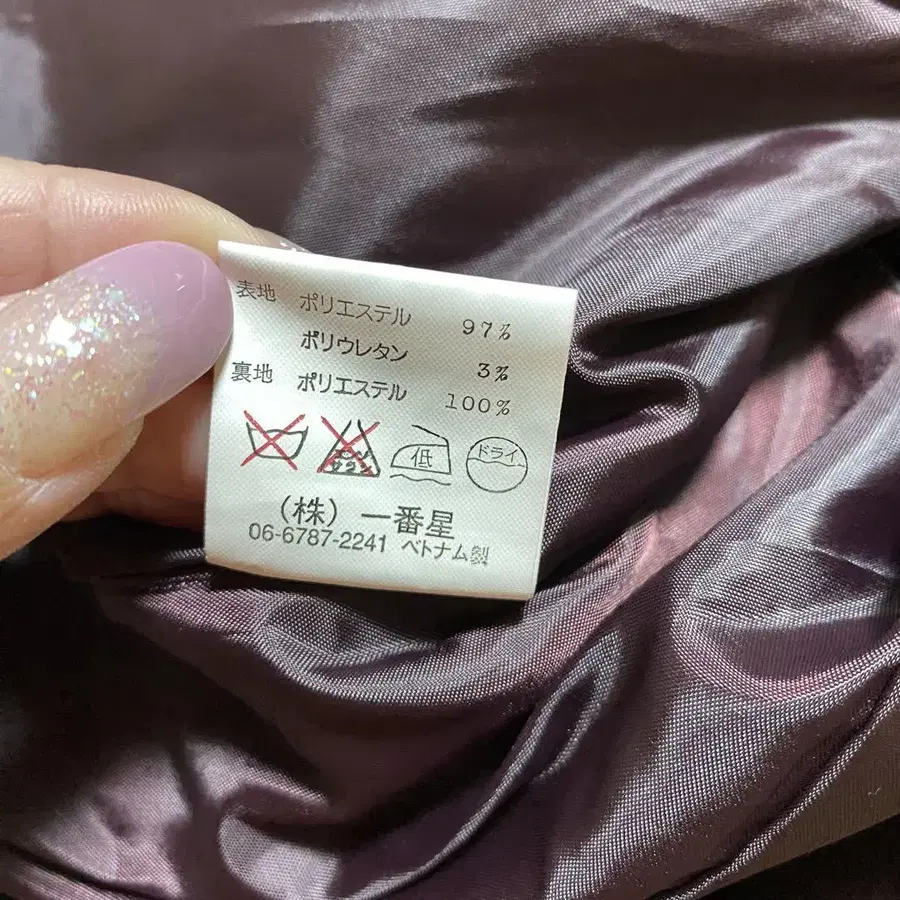 表地 ポリエステル 97%
ポリウレタン 3%
裏地 ポリエステル 100%
低 ドライ
(株) 一番星
06-6787-2241 ベトナム製